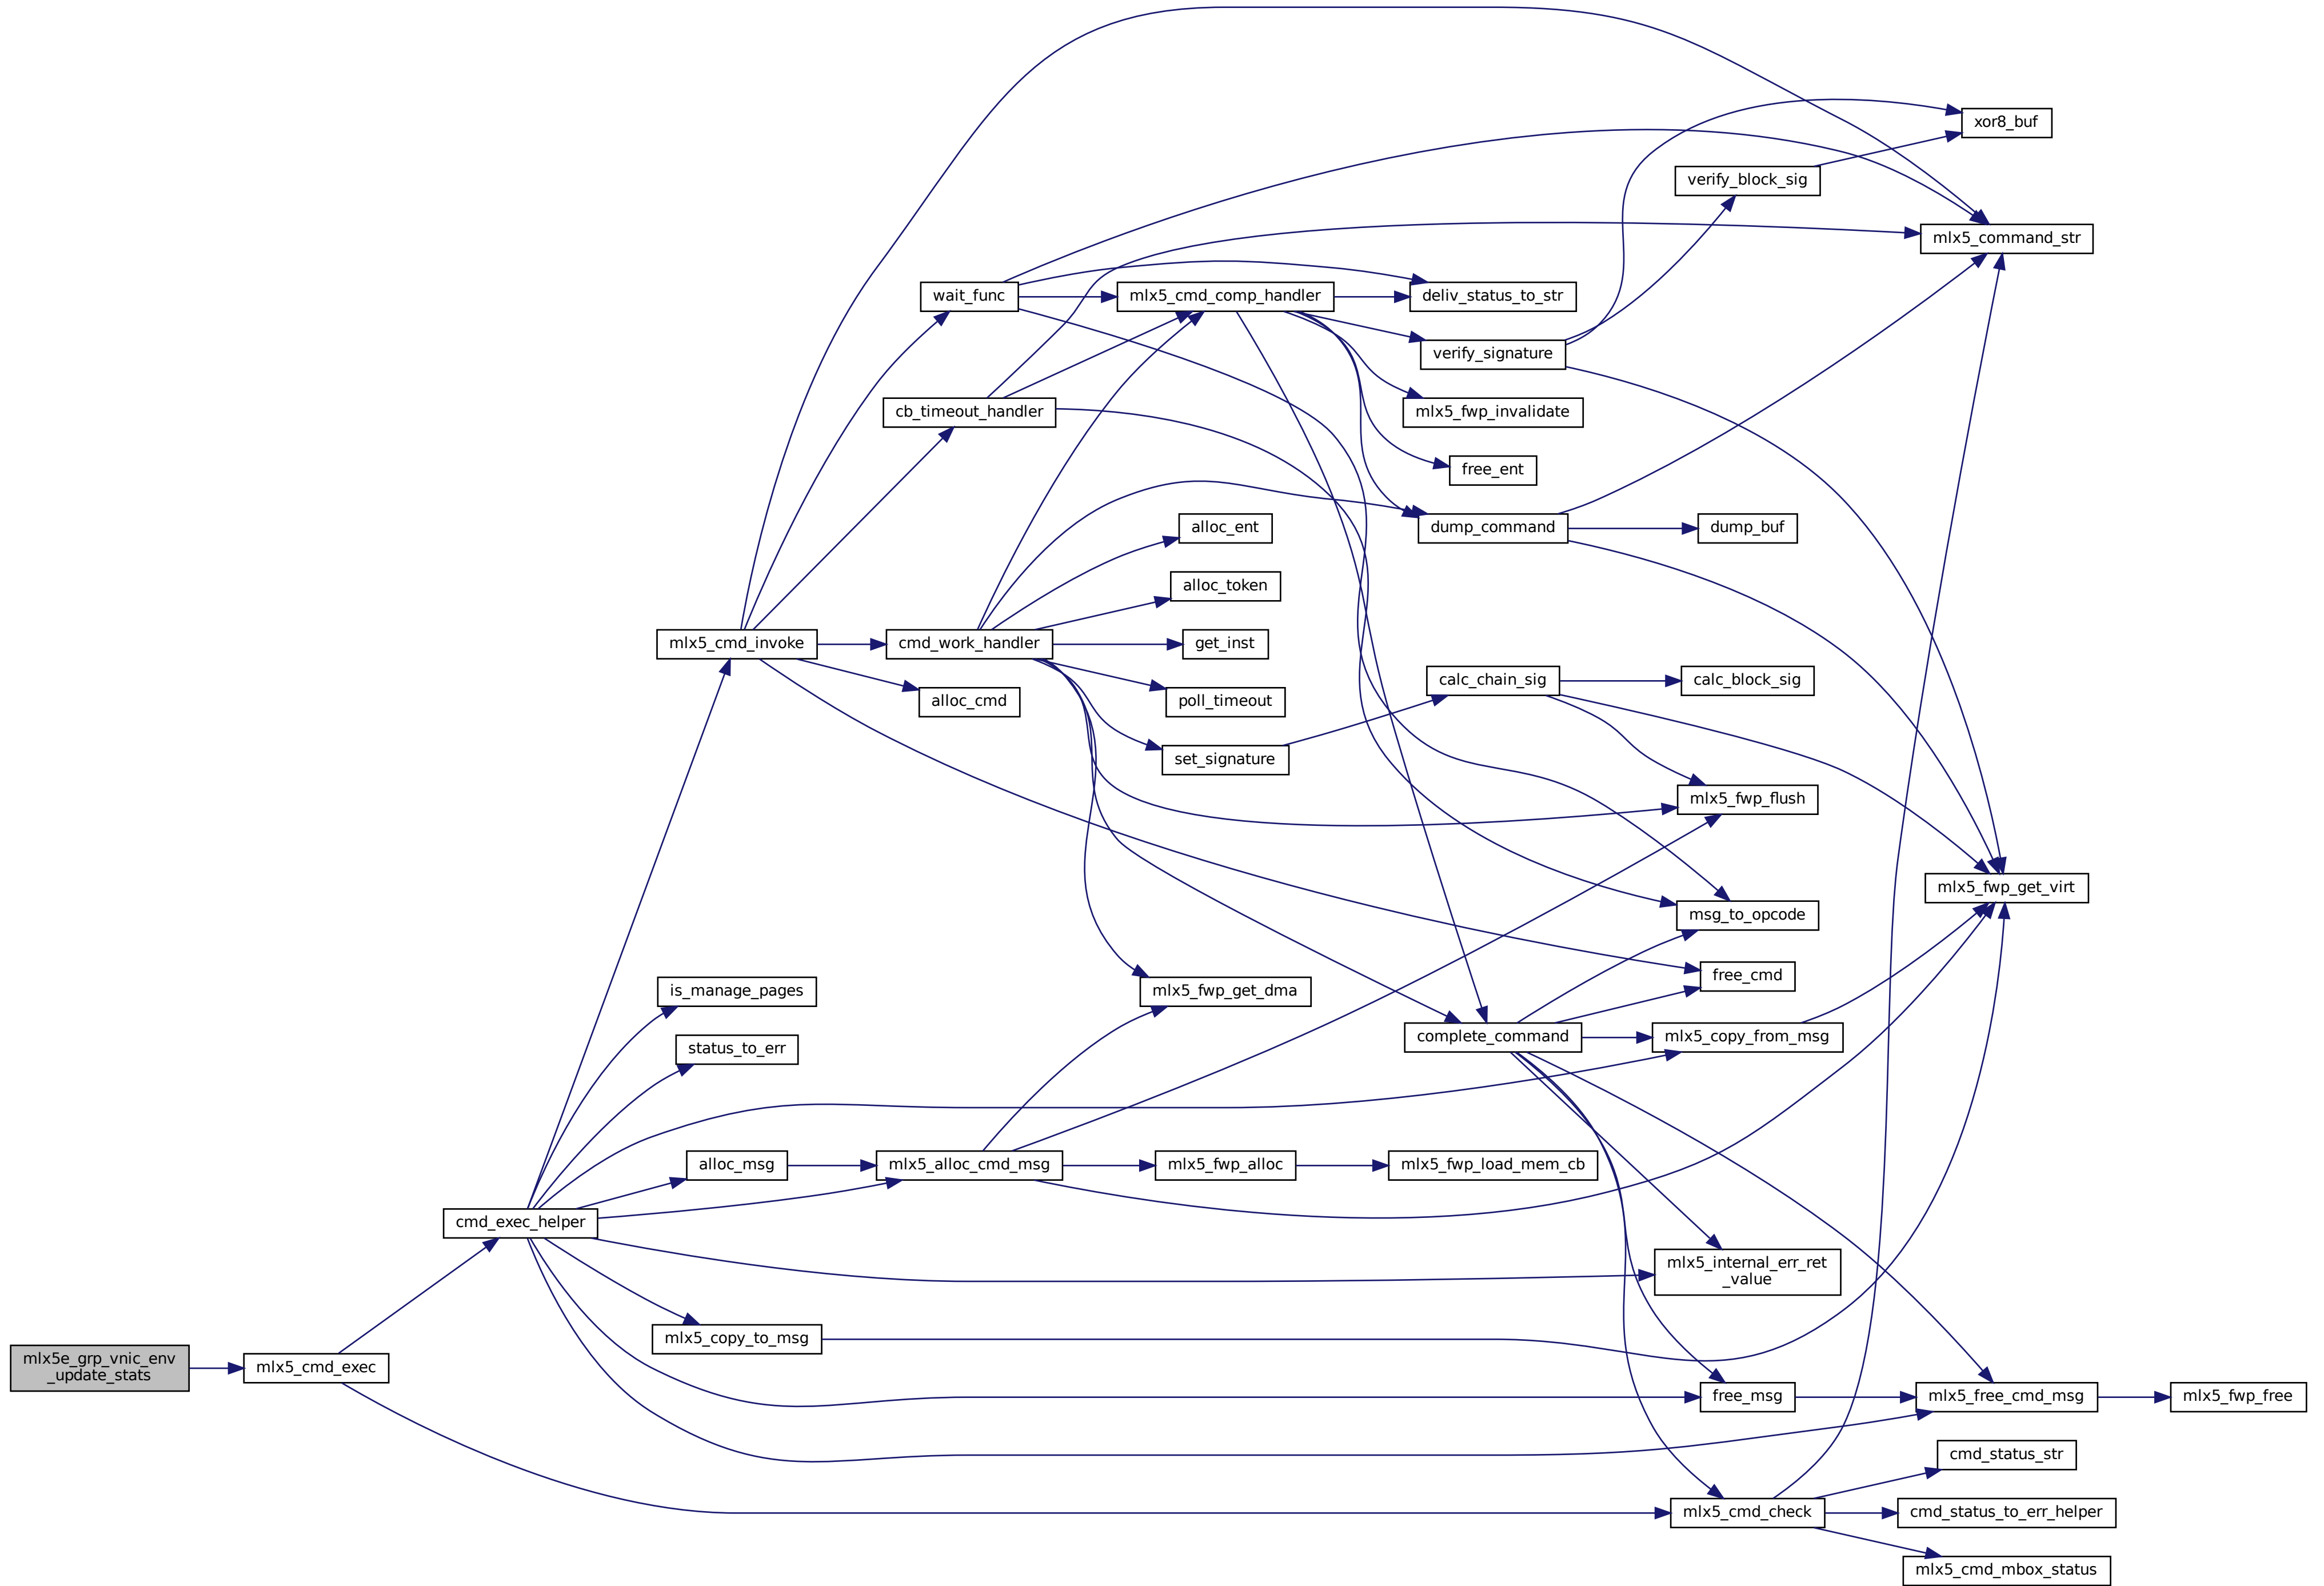 xor8_buf
verify_block_sig
mlx5_command_str
wait_func
mlx5_cmd_comp_handler
deliv_status_to_str
verify_signature
cb_timeout_handler
mlx5_fwp_invalidate
free_ent
alloc_ent
dump_command
dump_buf
alloc_token
mlx5_cmd_invoke
cmd_work_handler
get_inst
calc_chain_sig
calc_block_sig
alloc_cmd
poll_timeout
set_signature
mlx5_fwp_flush
mlx5_fwp_get_virt
msg_to_opcode
is_manage_pages
mlx5_fwp_get_dma
free_cmd
status_to_err
complete_command
mlx5_copy_from_msg
alloc_msg
mlx5_alloc_cmd_msg
mlx5_fwp_alloc
mlx5_fwp_load_mem_cb
cmd_exec_helper
mlx5_internal_err_ret
_value
mlx5_copy_to_msg
mlx5e_grp_vnic_env
_update_stats
mlx5_cmd_exec
free_msg
mlx5_free_cmd_msg
mlx5_fwp_free
cmd_status_str
mlx5_cmd_check
cmd_status_to_err_helper
mlx5_cmd_mbox_status